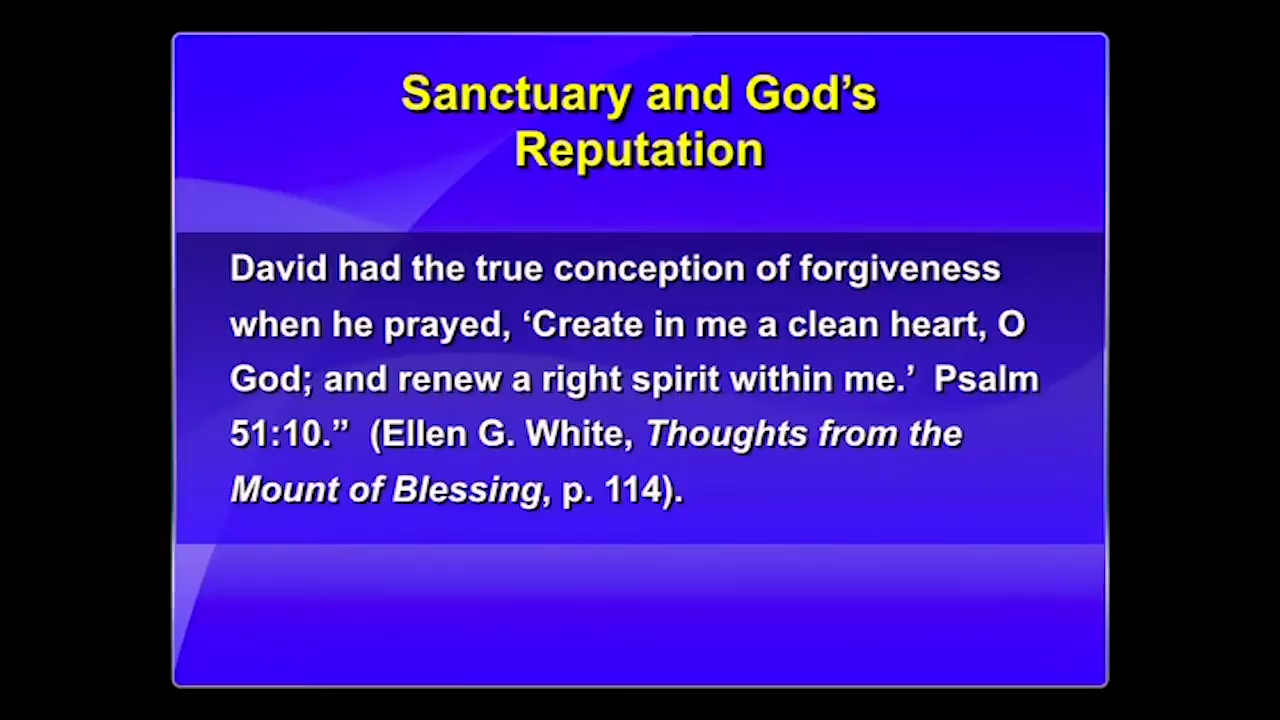 Sanctuary and God’s
Reputation
David had the true conception of forgiveness
when he prayed, ‘Create in me a clean heart, O
God; and renew a right spirit within me.’  Psalm
51:10.”  (Ellen G. White, Thoughts from the
Mount of Blessing, p. 114).